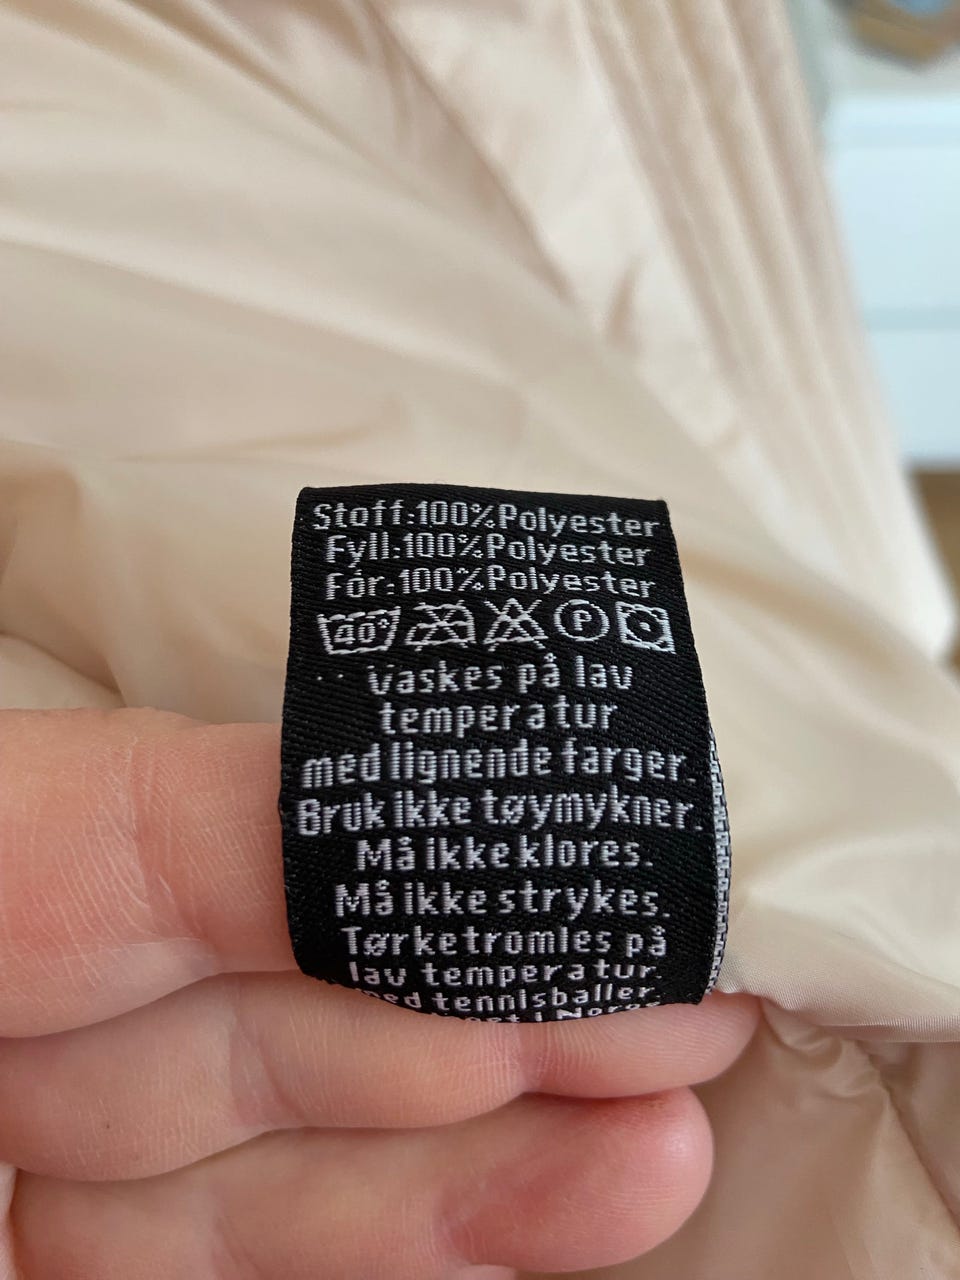 Stoff:100%Polyester
Fyll:100%Polyester
Fór:100%Polyester
40° P
vaskes på lav
temperatur
med lignende farger.
Bruk ikke tøymykner.
Må ikke klores.
Må ikke strykes.
Tørketromles på
lav temperatur.
med tennisballer.
i Norge